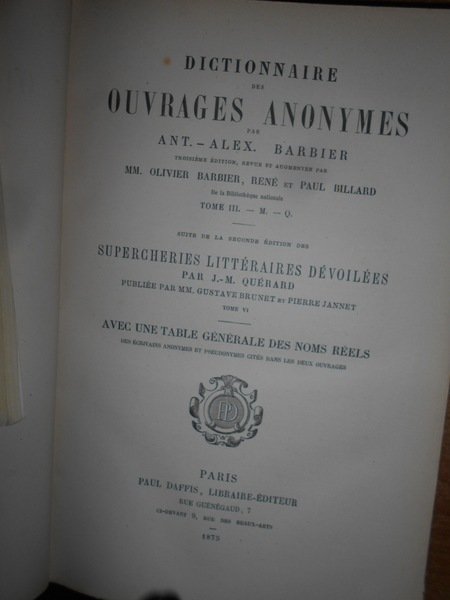 DICTIONNAIRE
DES
OUVRAGES ANONYMES
PAR
ANT.-ALEX. BARBIER
TROISIÈME ÉDITION, REVUE ET AUGMENTÉE PAR
MM. OLIVIER BARBIER, RENÉ ET PAUL BILLARD
De la Bibliothèque nationale
TOME III. — M. — Q.
SUITE DE LA SECONDE ÉDITION DES
SUPERCHERIES LITTÉRAIRES DÉVOILÉES
PAR J.-M. QUÉRARD
PUBLIÉE PAR MM. GUSTAVE BRUNET ET PIERRE JANNET
TOME VI
AVEC UNE TABLE GÉNÉRALE DES NOMS RÉELS
DES ÉCRIVAINS ANONYMES ET PSEUDONYMES CITÉS DANS LES DEUX OUVRAGES
PARIS
PAUL DAFFIS, LIBRAIRE-ÉDITEUR
RUE GUENÉGAUD, 7
CI-DEVANT 9, RUE DES BEAUX-ARTS
1875